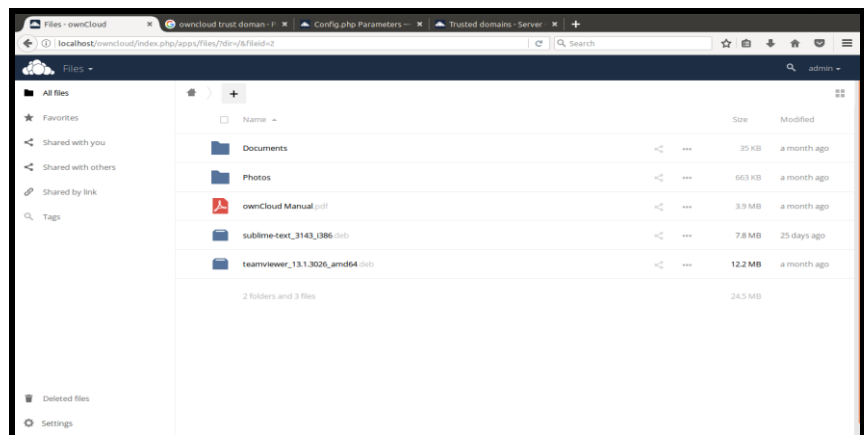 Files - ownCloud
owncloud trust doman - F
Config.php Parameters —
Trusted domains - Server
localhost/owncloud/index.php/apps/files/?dir=/&fileid=2
Search
Files
admin
All files
Favorites
Shared with you
Shared with others
Shared by link
Tags
Name Size Modified
Documents 35 KB a month ago
Photos 663 KB a month ago
ownCloud Manual.pdf 3.9 MB a month ago
sublime-text_3143_i386.deb 7.8 MB 25 days ago
teamviewer_13.1.3026_amd64.deb 12.2 MB a month ago
2 folders and 3 files 24.5 MB
Deleted files
Settings